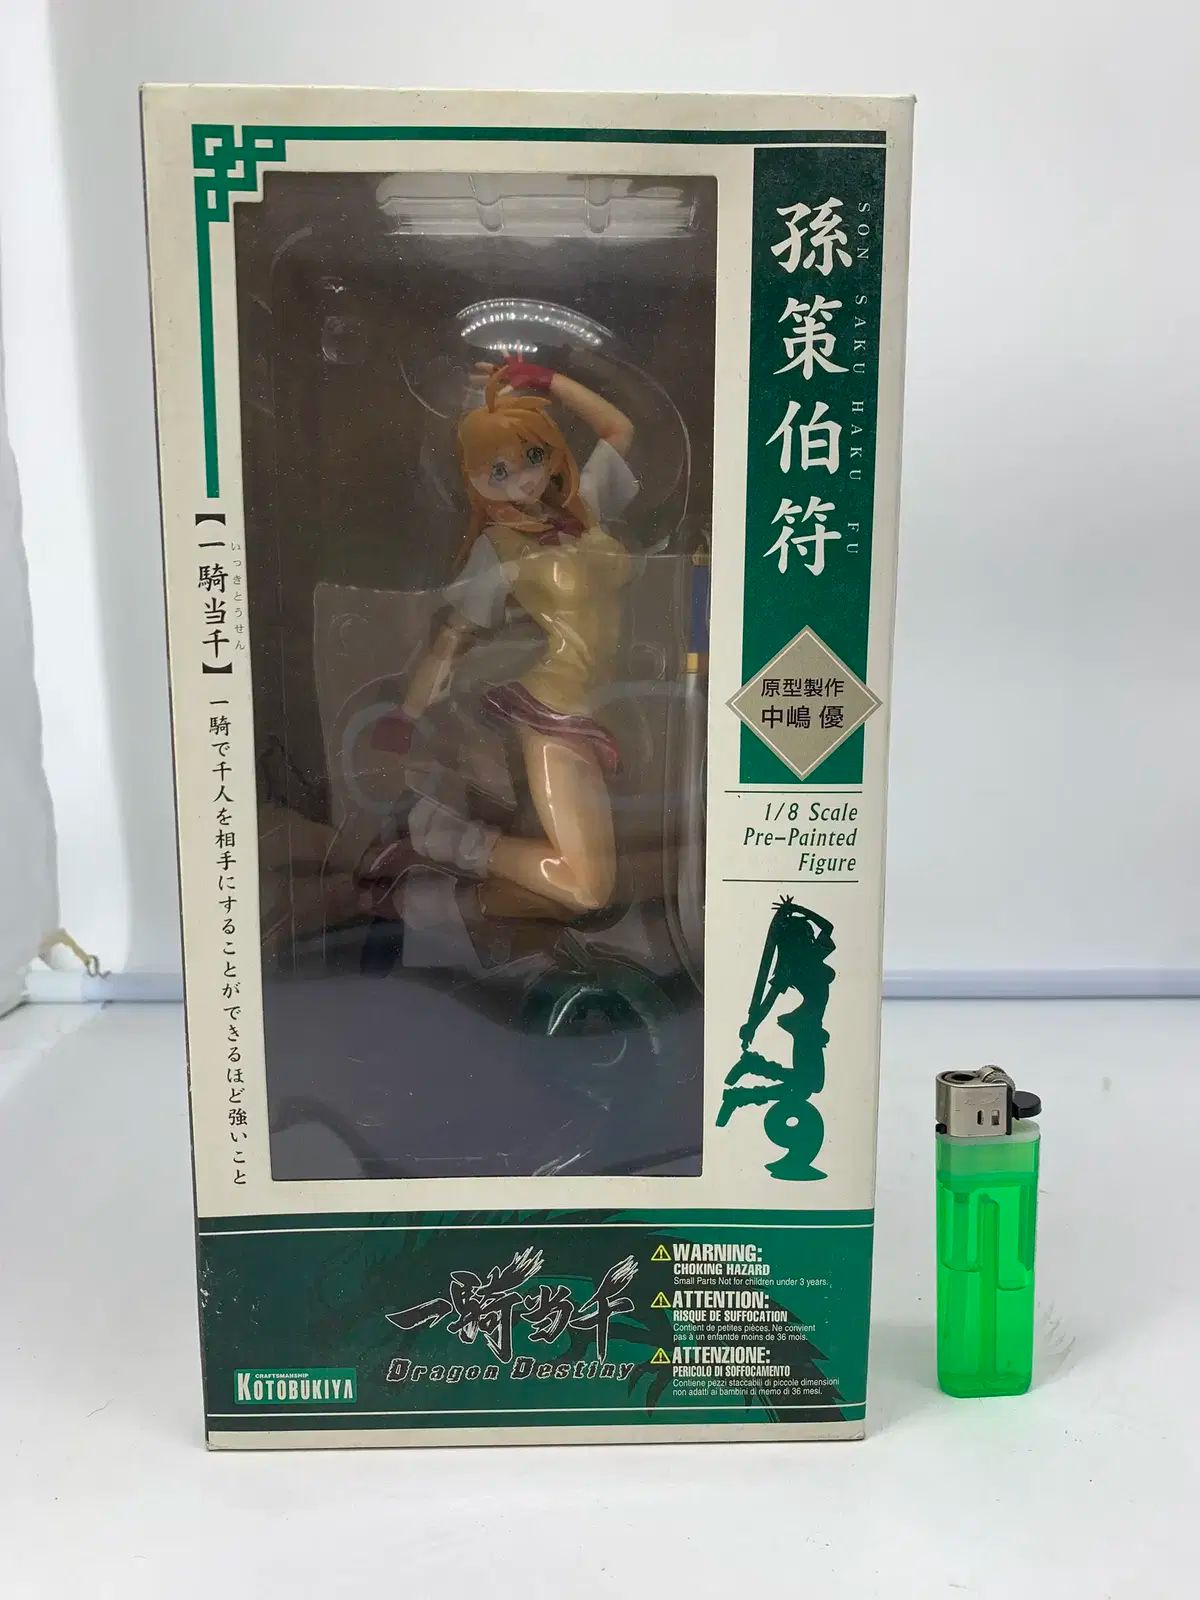 孫策伯符
SON SAKU HAKU FU
原型製作
中嶋 優
1/8 Scale
Pre-Painted
Figure
【一騎当千】
いっきとうせん
一騎で千人を相手にすることができるほど強いこと
一騎当千
Dragon Destiny
CRAFTSMANSHIP
KOTOBUKIYA
WARNING:
CHOKING HAZARD
Small Parts Not for children under 3 years.
ATTENTION:
RISQUE DE SUFFOCATION
Contient de petites pièces. Ne convient
pas à un enfantde moins de 36 mois.
ATTENZIONE:
PERICOLO DI SOFFOCAMENTO
Contiene pezzi staccabili di piccole dimensioni
non adatti ai bambini di memo di 36 mesi.